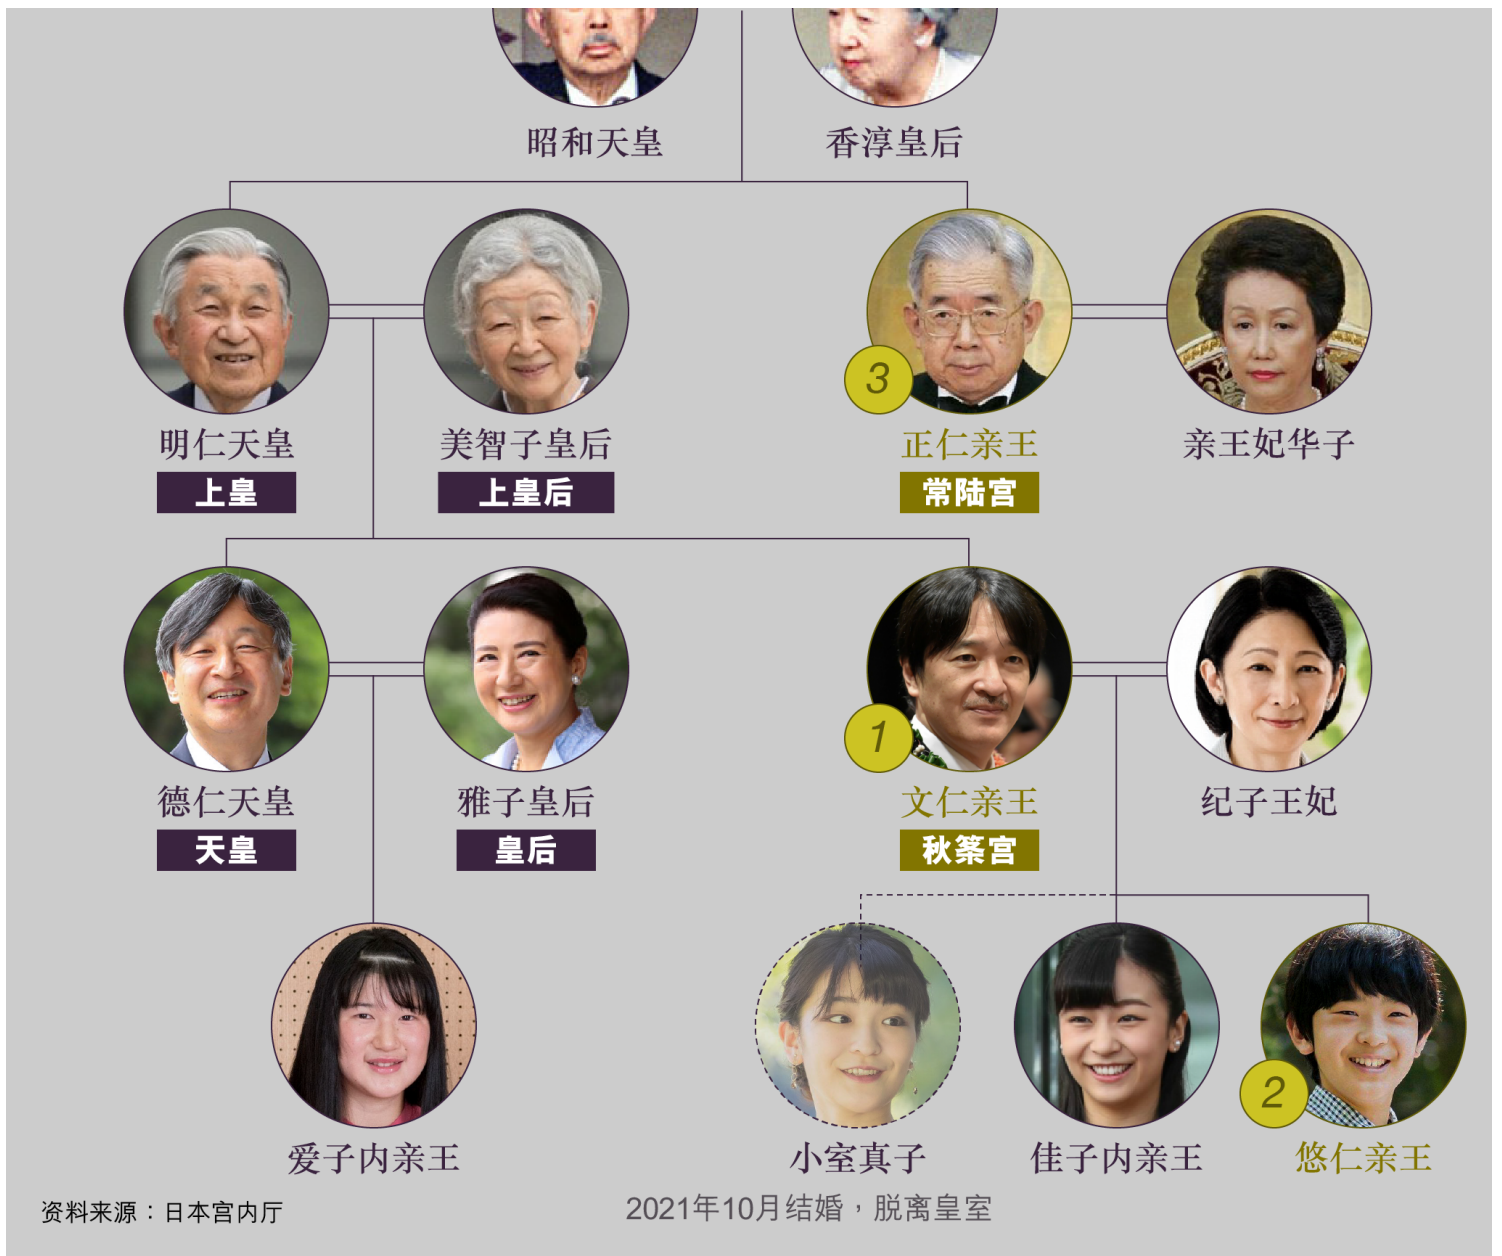 昭和天皇
香淳皇后
明仁天皇
上皇
美智子皇后
上皇后
3
正仁亲王
常陆宫
亲王妃华子
德仁天皇
天皇
雅子皇后
皇后
1
文仁亲王
秋篠宫
纪子王妃
爱子内亲王
小室真子
佳子内亲王
2
悠仁亲王
资料来源：日本宫内厅
2021年10月结婚，脱离皇室